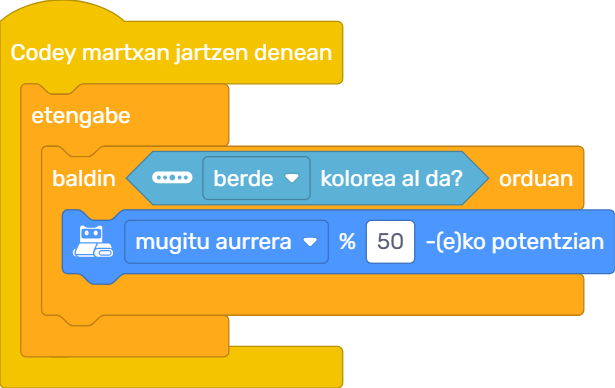 Codey martxan jartzen denean
etengabe
baldin berde kolorea al da? orduan
mugitu aurrera % 50 -(e)ko potentzian